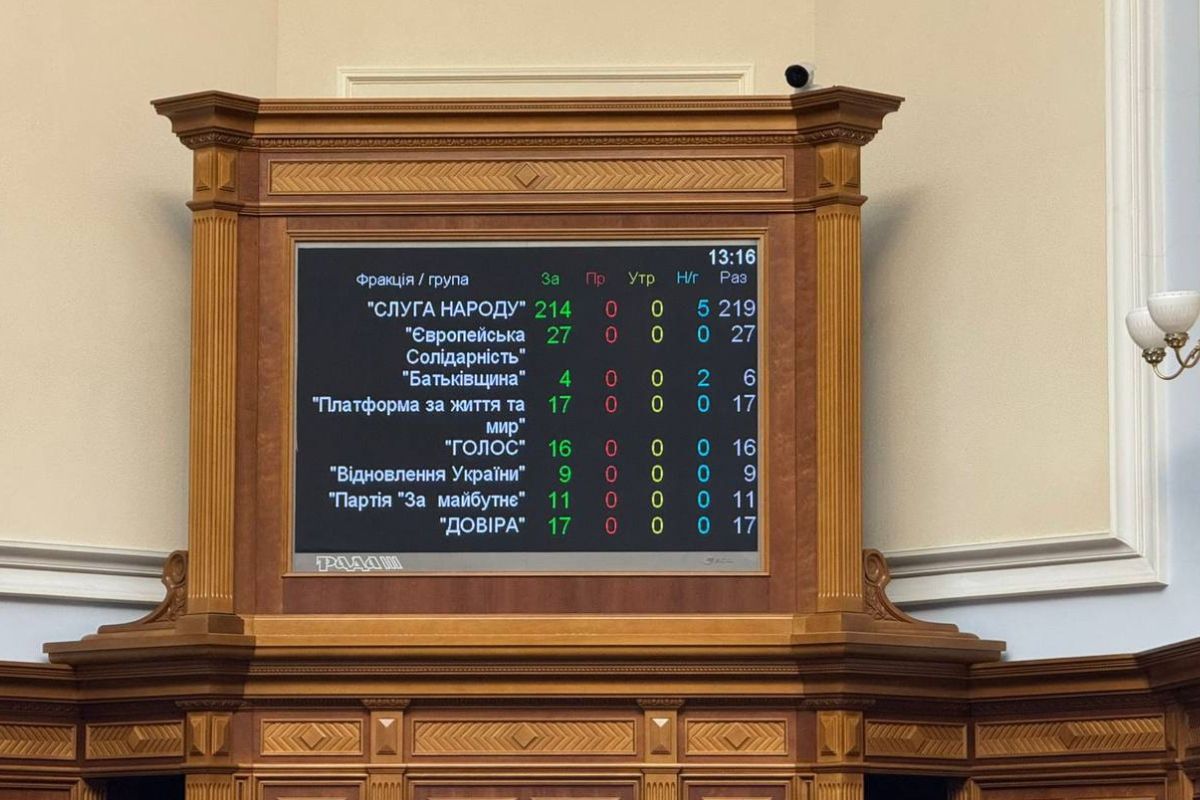 13:16
Фракція / група За Пр Утр Н/г Раз
"СЛУГА НАРОДУ" 214 0 0 5 219
"Європейська 27 0 0 0 27
Солідарність"
"Батьківщина" 4 0 0 2 6
"Платформа за життя та 17 0 0 0 17
мир"
"ГОЛОС" 16 0 0 0 16
"Відновлення України" 9 0 0 0 9
"Партія "За майбутнє" 11 0 0 0 11
"ДОВІРА" 17 0 0 0 17
РАДА III